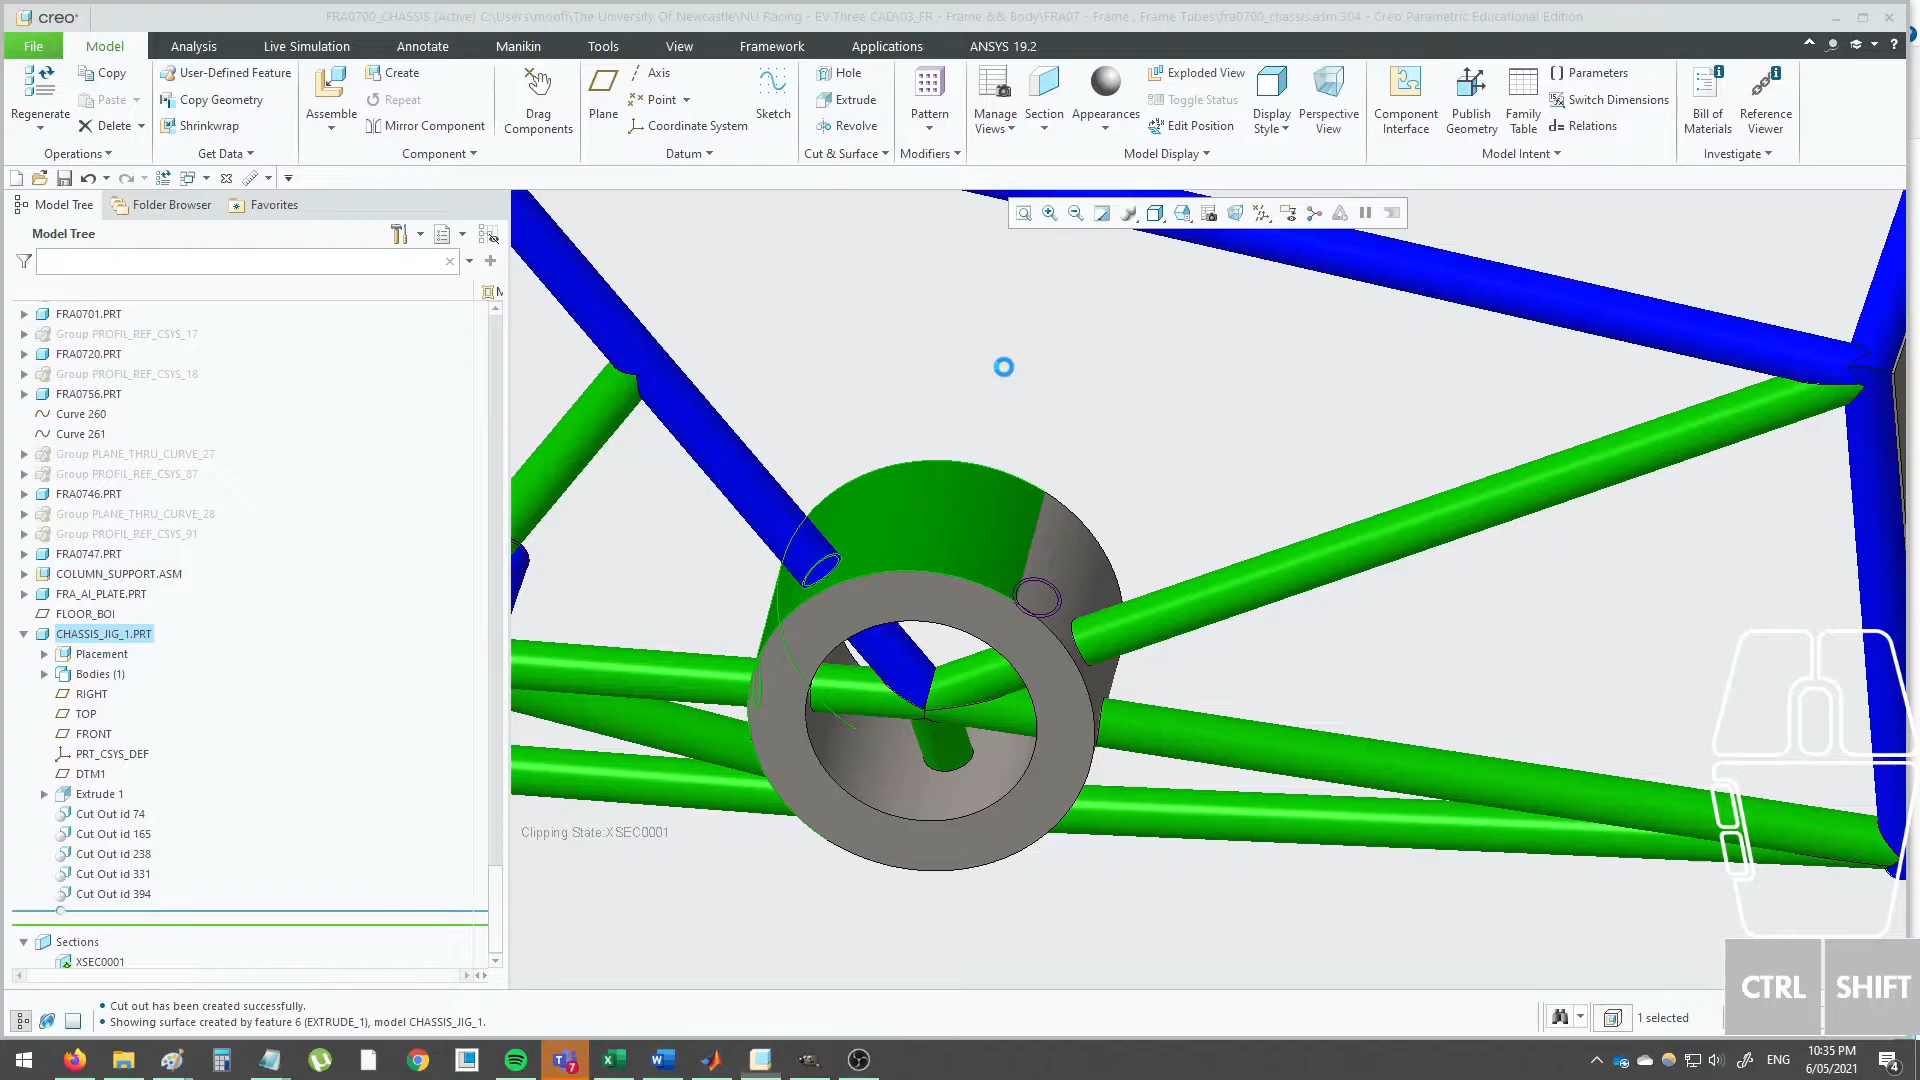 creo
FRA0700_CHASSIS (Active) C:\Users\moofi\The University Of Newcastle\NU Racing - EV.Three CAD\03_FR - Frame && Body\FRA07 - Frame , Frame Tubes\fra0700_chassis.asm.304 - Creo Parametric Educational Edition
File Model Analysis Live Simulation Annotate Manikin Tools View Framework Applications ANSYS 19.2
Regenerate
Copy
Paste
Delete
Operations
User-Defined Feature
Copy Geometry
Shrinkwrap
Get Data
Assemble
Create
Repeat
Mirror Component
Component
Drag Components
Plane
Axis
Point
Coordinate System
Sketch
Datum
Hole
Extrude
Revolve
Cut & Surface
Pattern
Modifiers
Manage Views
Section
Appearances
Exploded View
Toggle Status
Edit Position
Display Style
Perspective View
Model Display
Component Interface
Publish Geometry
Family Table
Parameters
Switch Dimensions
Relations
Model Intent
Bill of Materials
Reference Viewer
Investigate
Model Tree Folder Browser Favorites
Model Tree
FRA0701.PRT
Group PROFIL_REF_CSYS_17
FRA0720.PRT
Group PROFIL_REF_CSYS_18
FRA0756.PRT
Curve 260
Curve 261
Group PLANE_THRU_CURVE_27
Group PROFIL_REF_CSYS_87
FRA0746.PRT
Group PLANE_THRU_CURVE_28
Group PROFIL_REF_CSYS_91
FRA0747.PRT
COLUMN_SUPPORT.ASM
FRA_AI_PLATE.PRT
FLOOR_BOI
CHASSIS_JIG_1.PRT
Placement
Bodies (1)
RIGHT
TOP
FRONT
PRT_CSYS_DEF
DTM1
Extrude 1
Cut Out id 74
Cut Out id 165
Cut Out id 238
Cut Out id 331
Cut Out id 394
Sections
XSEC0001
Clipping State:XSEC0001
CTRL SHIFT
• Cut out has been created successfully.
• Showing surface created by feature 6 (EXTRUDE_1), model CHASSIS_JIG_1.
1 selected
ENG
10:35 PM
6/05/2021